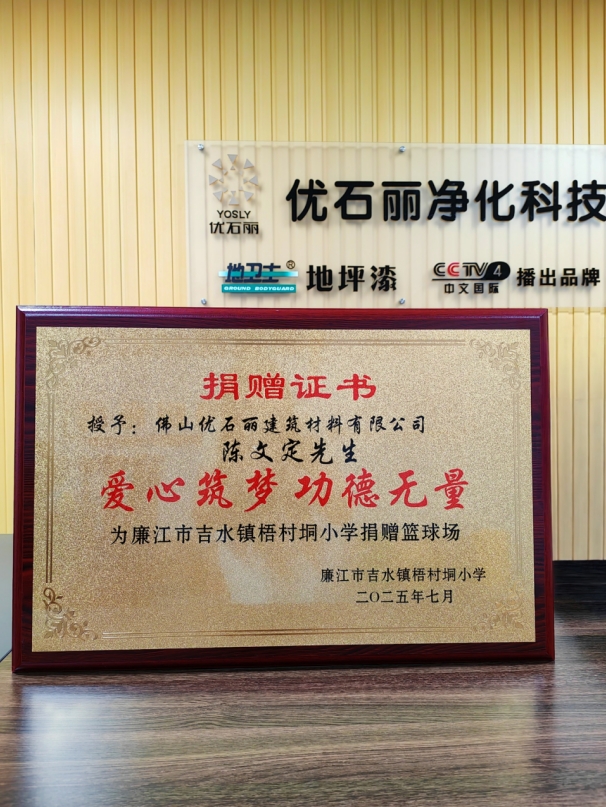 YOSLY
优石丽
优石丽净化科技
地卫士®
GROUND BODYGUARD
地坪漆
CCTV4
中文国际
播出品牌
捐赠证书
授予：佛山优石丽建筑材料有限公司
陈文定先生
爱心筑梦 功德无量
为廉江市吉水镇梧村垌小学捐赠篮球场
廉江市吉水镇梧村垌小学
二〇二五年七月